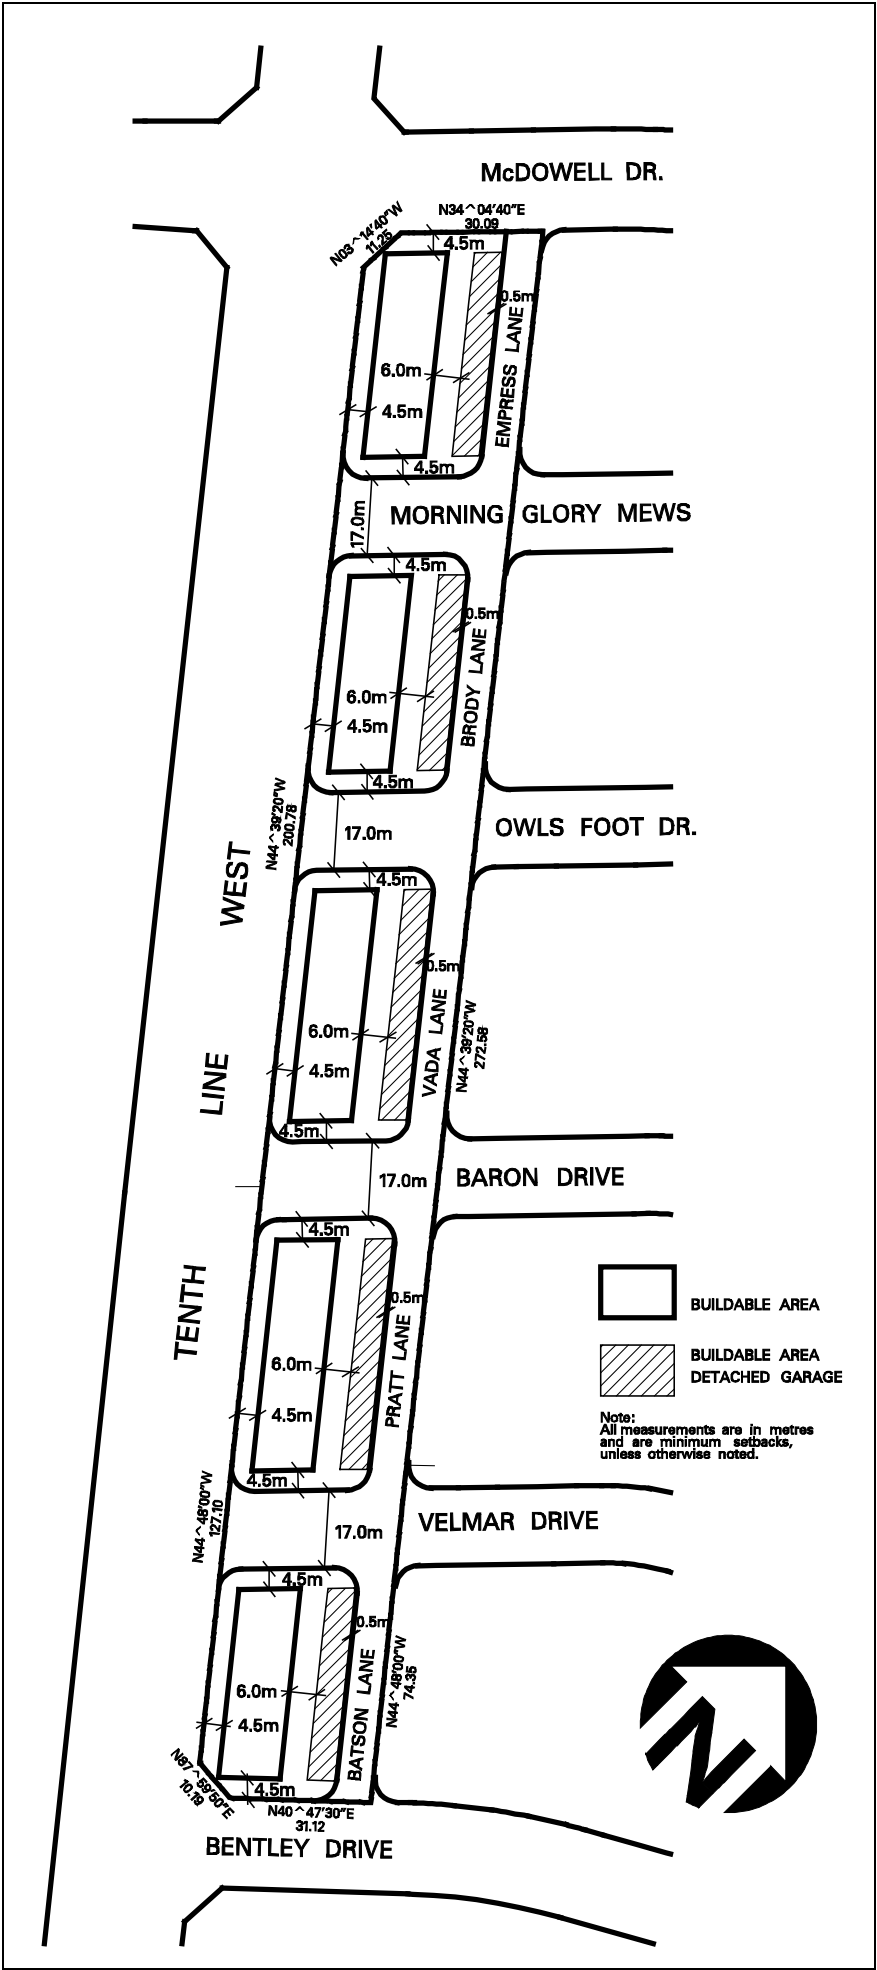 McDOWELL DR.
N34^04'40"E
30.09
N03^14'40"W
11.25
4.5m
0.5m
EMPRESS LANE
6.0m
4.5m
4.5m
17.0m
MORNING GLORY MEWS
4.5m
0.5m
BRODY LANE
6.0m
4.5m
4.5m
N44^39'20"W
200.78
17.0m
OWLS FOOT DR.
WEST
4.5m
0.5m
VADA LANE
N44^39'20"W
272.58
6.0m
4.5m
LINE
4.5m
17.0m
BARON DRIVE
4.5m
TENTH
0.5m
PRATT LANE
6.0m
4.5m
4.5m
BUILDABLE AREA
BUILDABLE AREA
DETACHED GARAGE
Note:
All measurements are in metres
and are minimum setbacks,
unless otherwise noted.
N44^48'00"W
127.10
17.0m
VELMAR DRIVE
4.5m
0.5m
BATSON LANE
N44^48'00"W
74.35
6.0m
4.5m
N87^59'50"E
10.19
4.5m
N40^47'30"E
31.12
BENTLEY DRIVE
N